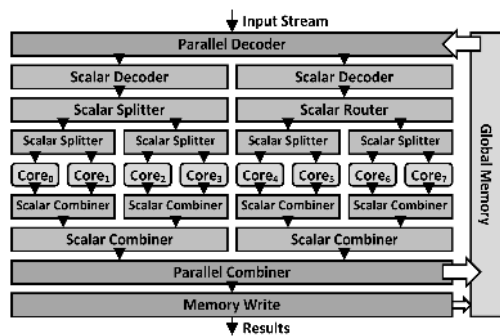 Input Stream
Parallel Decoder
Scalar Decoder Scalar Decoder
Scalar Splitter Scalar Router
Scalar Splitter Scalar Splitter Scalar Splitter Scalar Splitter
Core₀ Core₁ Core₂ Core₃ Core₄ Core₅ Core₆ Core₇
Scalar Combiner Scalar Combiner Scalar Combiner Scalar Combiner
Scalar Combiner Scalar Combiner
Parallel Combiner
Memory Write
Results
Global Memory